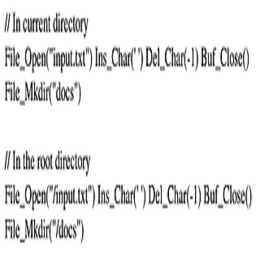 // In current directory
File_Open("input.txt") Ins_Char(' ') Del_Char(-1) Buf_Close()
File_Mkdir("docs")
// In the root directory
File_Open("/input.txt") Ins_Char(' ') Del_Char(-1) Buf_Close()
File_Mkdir("/docs")